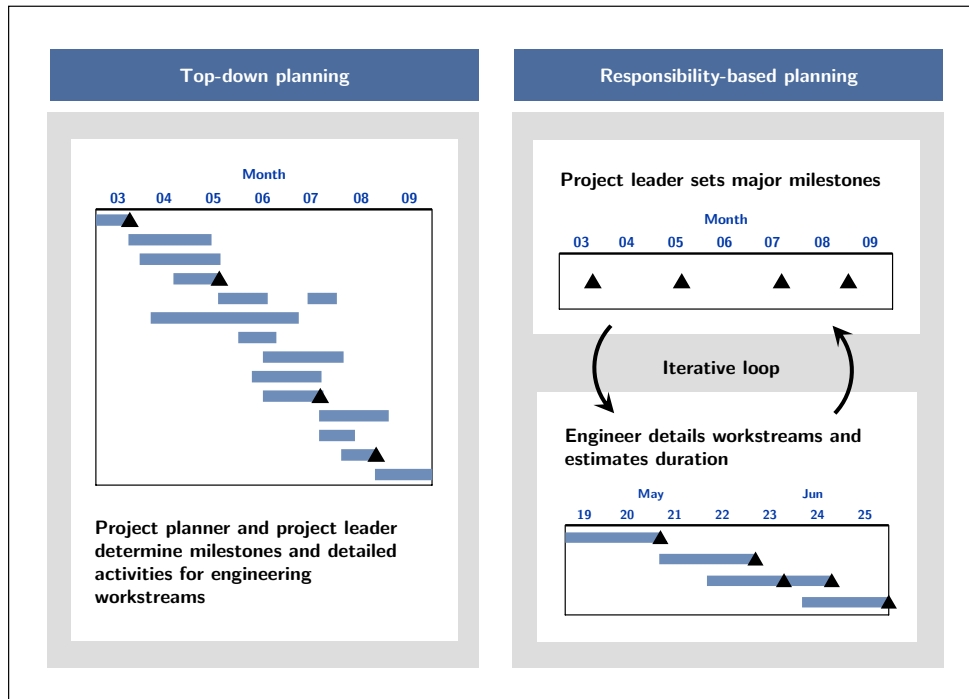 Top-down planning
Month
03 04 05 06 07 08 09
Project planner and project leader
determine milestones and detailed
activities for engineering
workstreams
Responsibility-based planning
Project leader sets major milestones
Month
03 04 05 06 07 08 09
Iterative loop
Engineer details workstreams and
estimates duration
May Jun
19 20 21 22 23 24 25